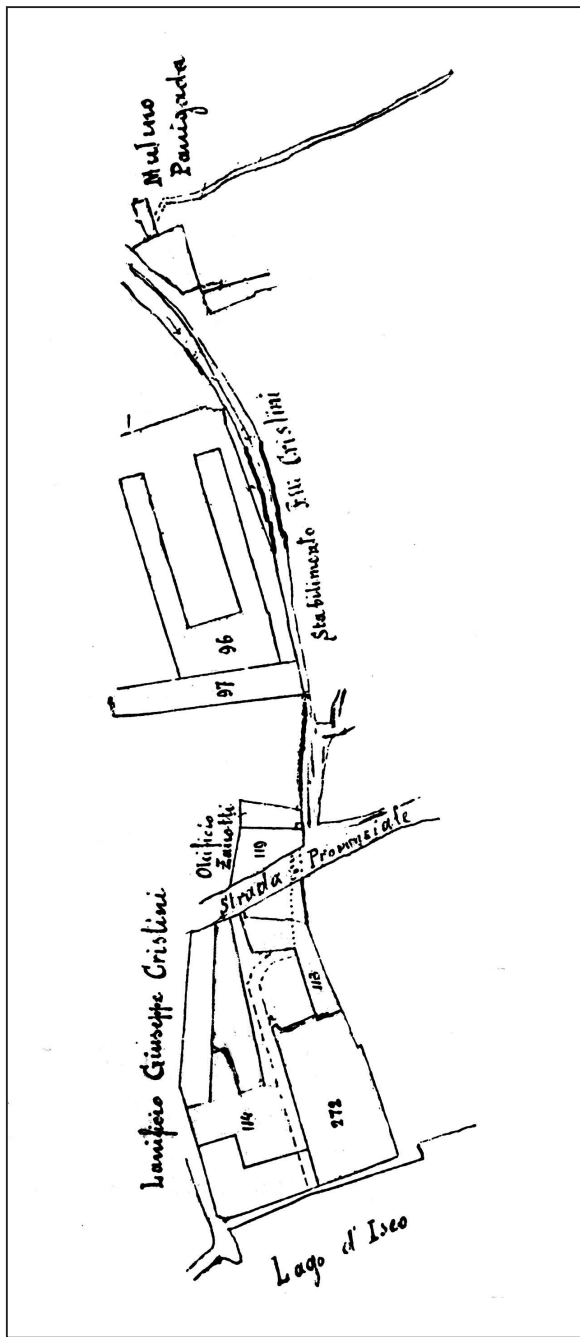 Mulino
Panigada
Stabilimento F.lli Cristini
96
97
Oleificio
Zanotti
119
Strada Provinciale
Lanificio Giuseppe Cristini
113
114
272
Lago d'Iseo